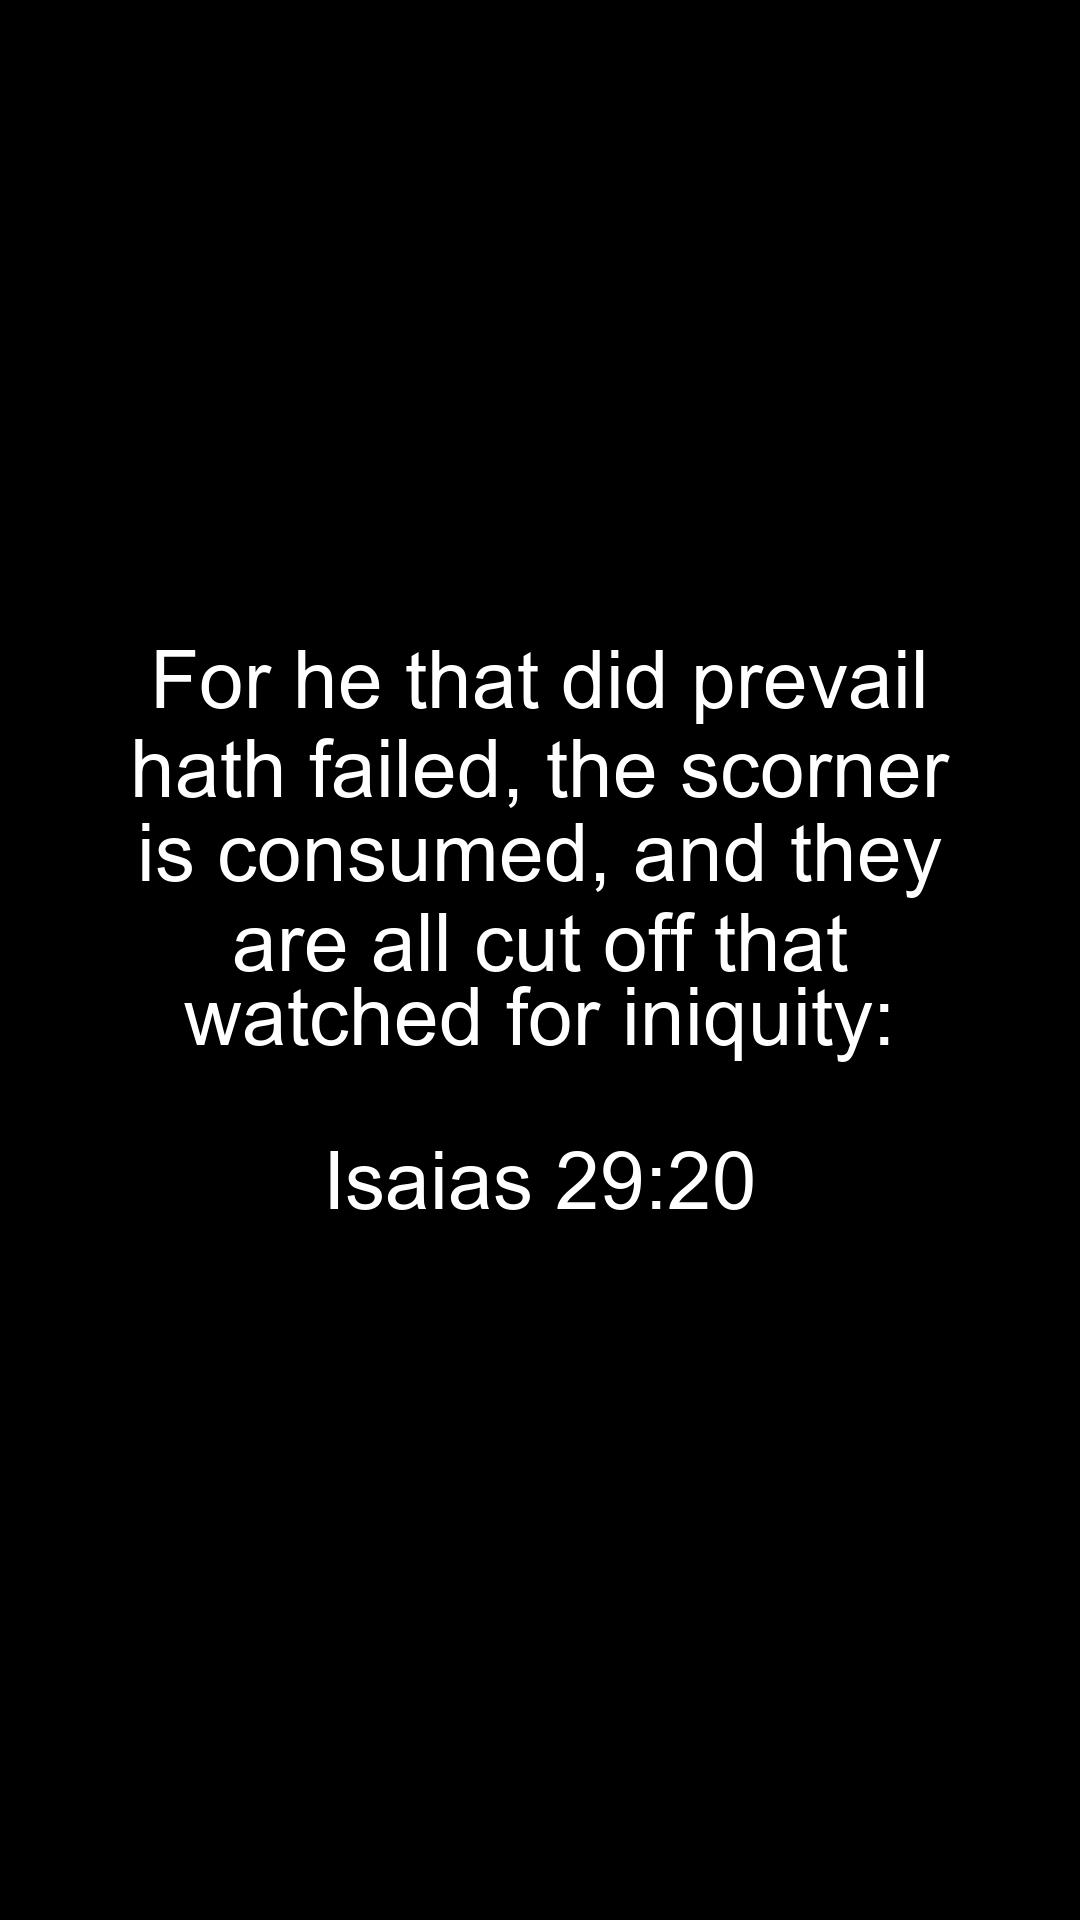 For he that did prevail
hath failed, the scorner
is consumed, and they
are all cut off that
watched for iniquity:
Isaias 29:20